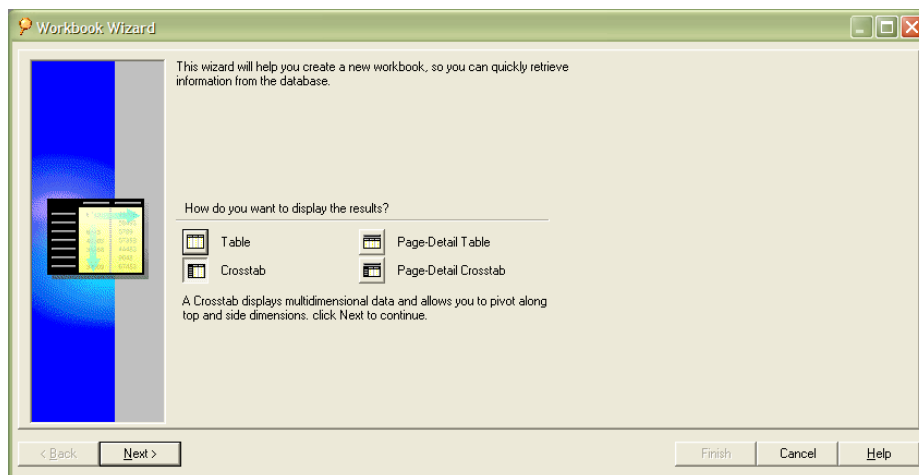 Workbook Wizard
This wizard will help you create a new workbook, so you can quickly retrieve
information from the database.
How do you want to display the results?
Table
Page-Detail Table
Crosstab
Page-Detail Crosstab
A Crosstab displays multidimensional data and allows you to pivot along
top and side dimensions. click Next to continue.
< Back
Next >
Finish
Cancel
Help